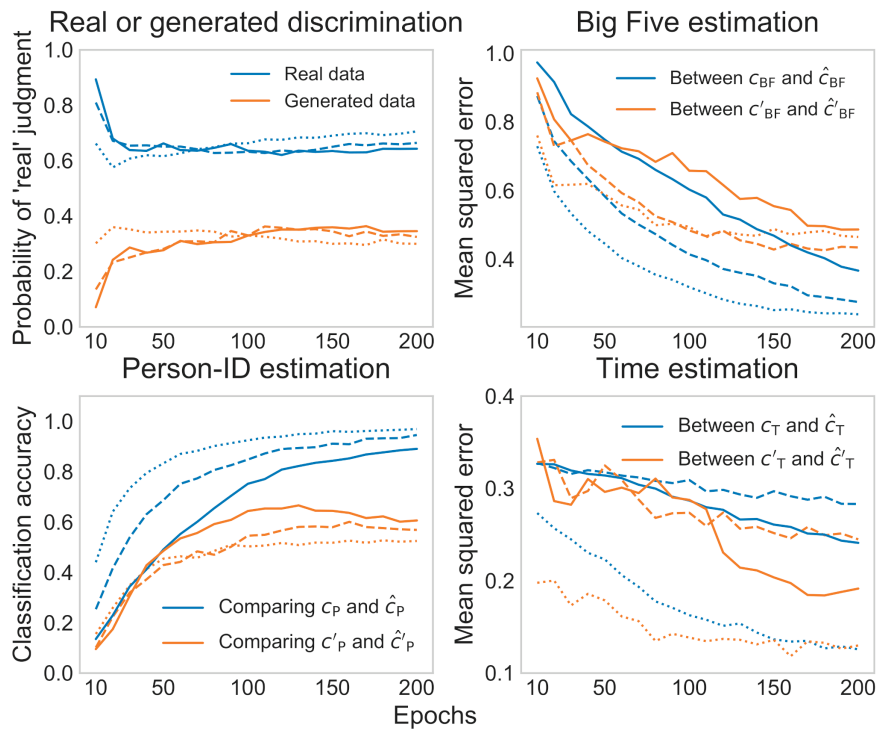 Real or generated discrimination
Probability of 'real' judgment
1.0
0.8
0.6
0.4
0.2
0.0
Real data
Generated data
10 50 100 150 200
Big Five estimation
Mean squared error
1.0
0.8
0.6
0.4
Between c_BF and ĉ_BF
Between c′_BF and ĉ′_BF
10 50 100 150 200
Person-ID estimation
Classification accuracy
1.0
0.8
0.6
0.4
0.2
0.0
Comparing c_P and ĉ_P
Comparing c′_P and ĉ′_P
10 50 100 150 200
Time estimation
Mean squared error
0.4
0.3
0.2
0.1
Between c_T and ĉ_T
Between c′_T and ĉ′_T
10 50 100 150 200
Epochs